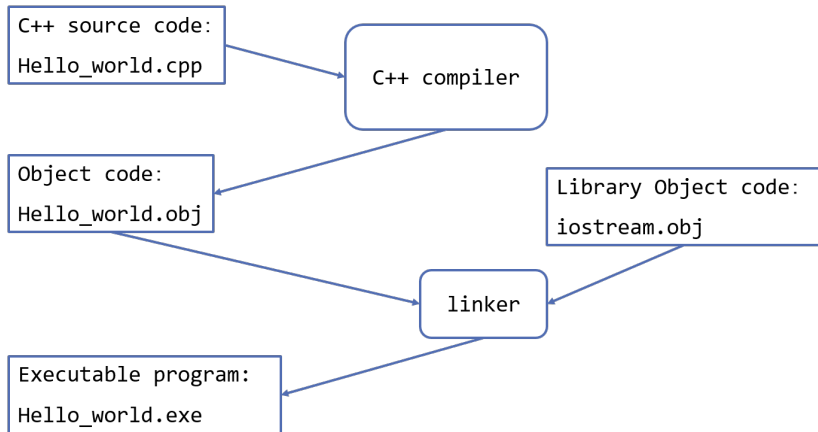 C++ source code:
Hello_world.cpp
C++ compiler
Object code:
Hello_world.obj
Library Object code:
iostream.obj
linker
Executable program:
Hello_world.exe